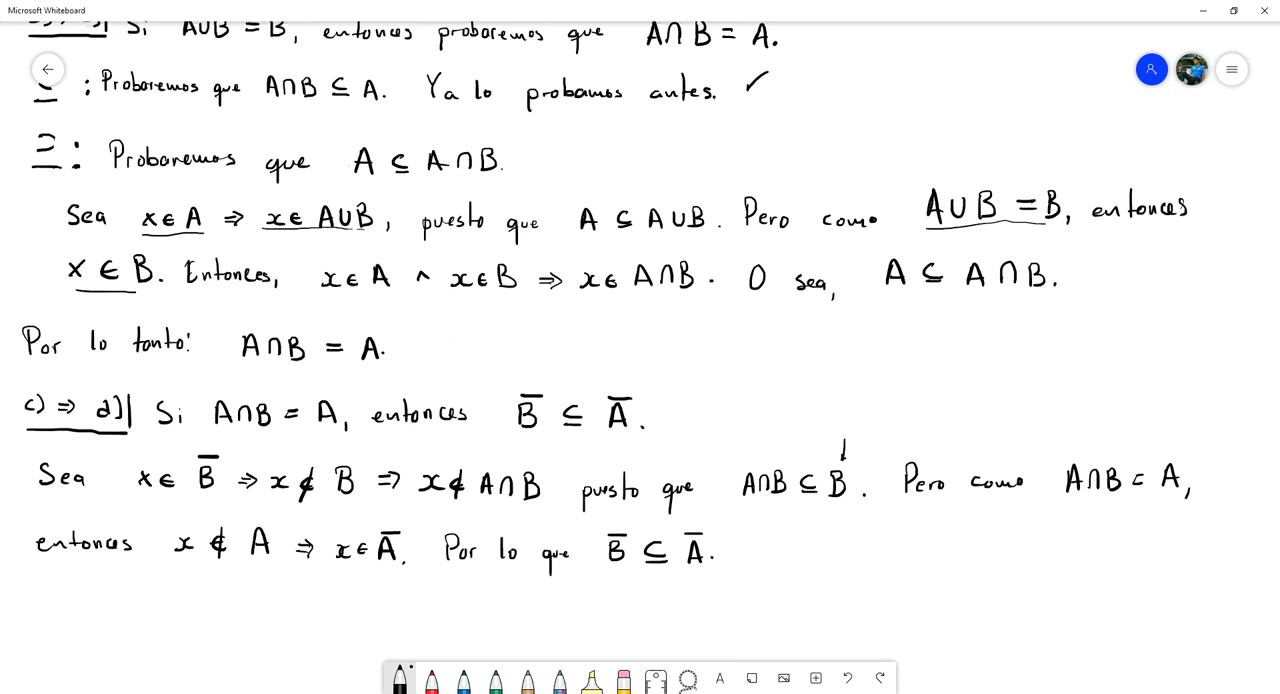 Microsoft Whiteboard
Si A∪B = B, entonces probaremos que A∩B = A.
⊆ : Probaremos que A∩B ⊆ A. Ya lo probamos antes. ✓
⊇ : Probaremos que A ⊆ A∩B.
Sea x∈A ⇒ x∈A∪B, puesto que A ⊆ A∪B. Pero como A∪B = B, entonces
x∈B. Entonces, x∈A ∧ x∈B ⇒ x∈A∩B. O sea, A ⊆ A∩B.
Por lo tanto: A∩B = A.
c) ⇒ d)| Si A∩B = A, entonces B̅ ⊆ A̅.
Sea x∈B̅ ⇒ x∉B ⇒ x∉A∩B puesto que A∩B ⊆ B. Pero como A∩B = A,
entonces x∉A ⇒ x∈A̅. Por lo que B̅ ⊆ A̅.